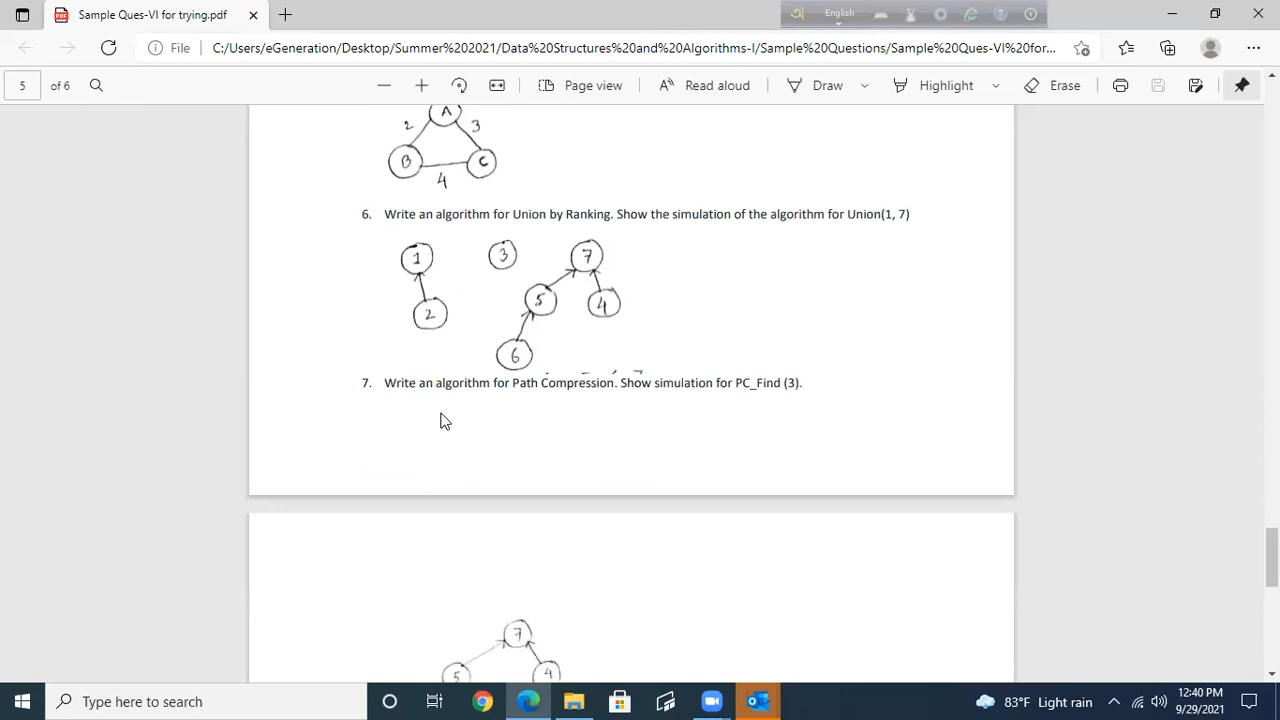 Sample Ques-VI for trying.pdf
English
File
C:/Users/eGeneration/Desktop/Summer%202021/Data%20Structures%20and%20Algorithms-I/Sample%20Questions/Sample%20Ques-VI%20for...
5 of 6
Page view
Read aloud
Draw
Highlight
Erase
A
2 3
B C
4
6. Write an algorithm for Union by Ranking. Show the simulation of the algorithm for Union(1, 7)
1 3 7
5 4
2
6
7. Write an algorithm for Path Compression. Show simulation for PC_Find (3).
7
5 4
Type here to search
83°F Light rain
12:40 PM
9/29/2021